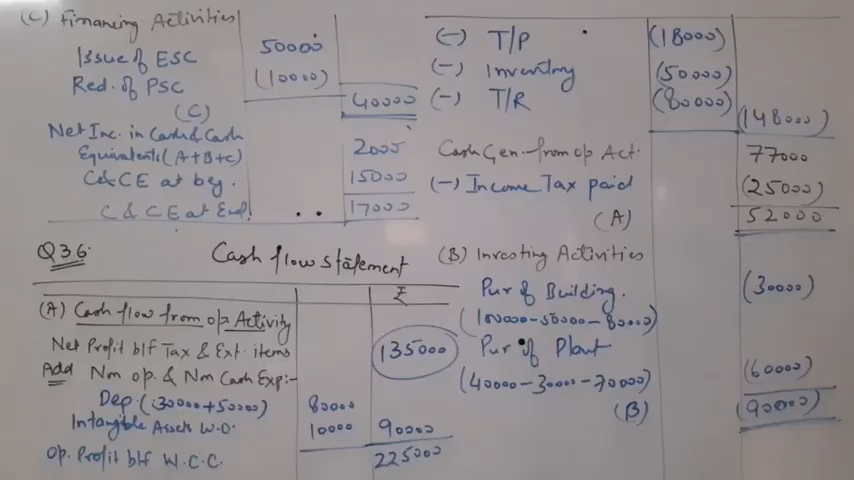 (C) Financing Activities
Issue of ESC 50000
Red. of PSC (10000)
(C) 40000
Net Inc. in Cash & Cash
Equivalents (A+B+C) 2000
C&CE at beg. 15000
C & CE at End 17000
Q36. Cash flow Statement
₹
(A) Cash flow from op Activity
Net Profit b/f Tax & Ext. items 135000
Add Non op. & Non Cash Exp:-
Dep. (30000+50000) 80000
Intangible Assets W.O. 10000 90000
Op. Profit b/f W.C.C. 225000
(-) T/P (18000)
(-) Inventory (50000)
(-) T/R (80000)
(148000)
Cash Gen. from op Act. 77000
(-) Income Tax paid (25000)
(A) 52000
(B) Investing Activities
Pur of Building. (30000)
(100000-50000-80000)
Pur of Plant (60000)
(40000-30000-70000)
(B) (90000)